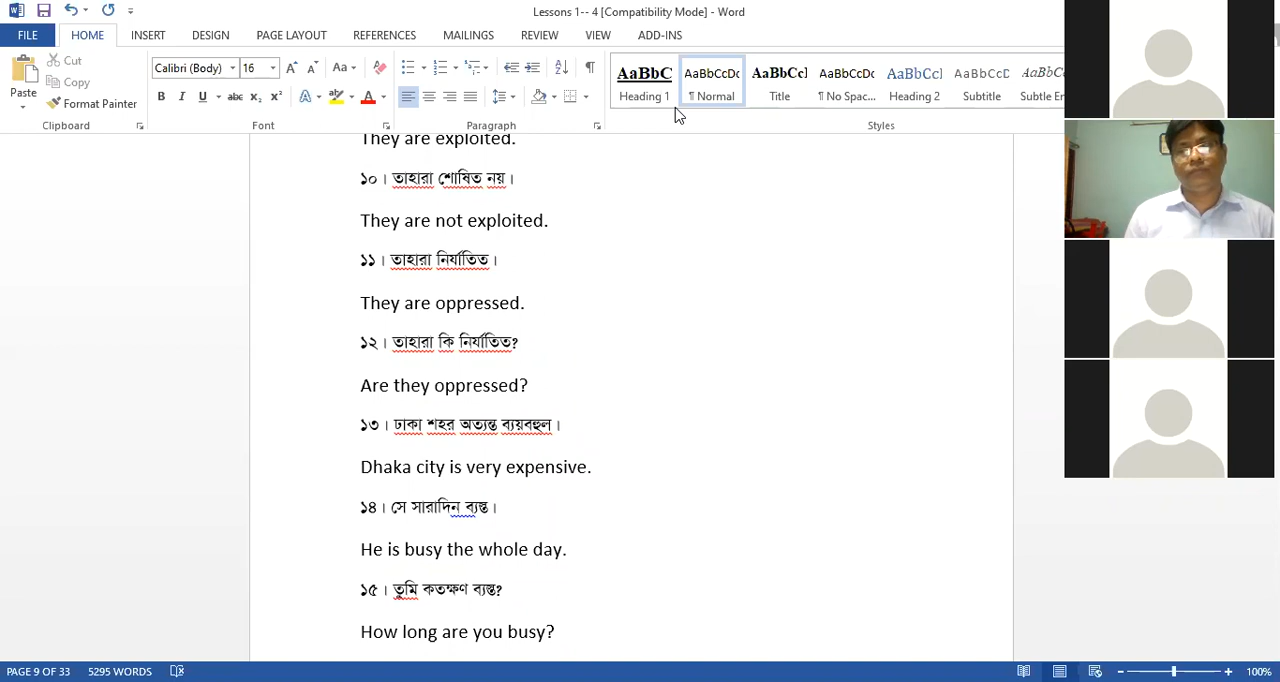 Lessons 1-- 4 [Compatibility Mode] - Word
FILE HOME INSERT DESIGN PAGE LAYOUT REFERENCES MAILINGS REVIEW VIEW ADD-INS
Paste
Cut
Copy
Format Painter
Clipboard
Calibri (Body) 16
Font
Paragraph
AaBbC AaBbCcDc AaBbCc] AaBbCcDc AaBbCc] AaBbCcD AaBbCc
Heading 1 ¶ Normal Title ¶ No Spac... Heading 2 Subtitle Subtle En
Styles
They are exploited.
১০। তাহারা শোষিত নয়।
They are not exploited.
১১। তাহারা নির্যাতিত।
They are oppressed.
১২। তাহারা কি নির্যাতিত?
Are they oppressed?
১৩। ঢাকা শহর অত্যন্ত ব্যয়বহুল।
Dhaka city is very expensive.
১৪। সে সারাদিন ব্যস্ত।
He is busy the whole day.
১৫। তুমি কতক্ষণ ব্যস্ত?
How long are you busy?
PAGE 9 OF 33 5295 WORDS 100%